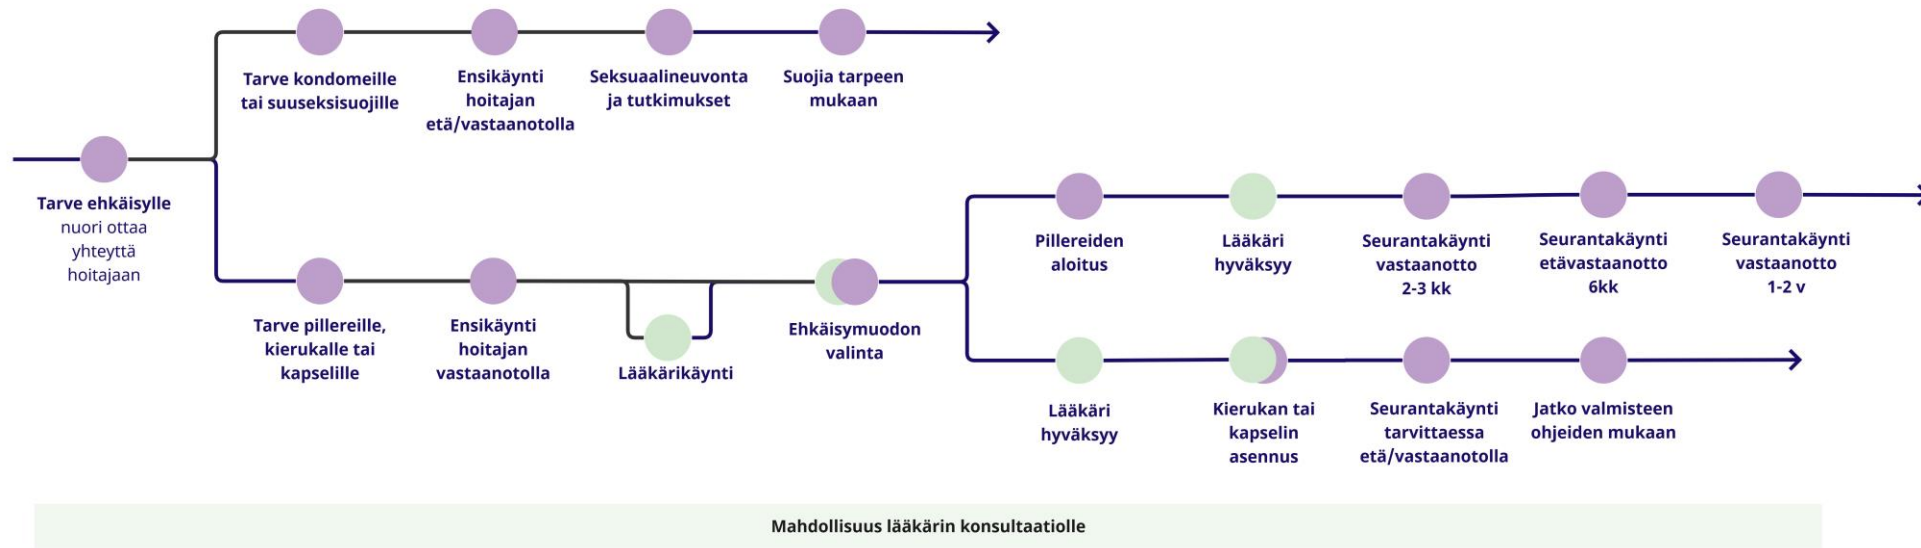 Tarve kondomeille
tai suuseksisuojille
Ensikäynti
hoitajan
etä/vastaanotolla
Seksuaalineuvonta
ja tutkimukset
Suojia tarpeen
mukaan
Tarve ehkäisylle
nuori ottaa
yhteyttä
hoitajaan
Tarve pillereille,
kierukalle tai
kapselille
Ensikäynti
hoitajan
vastaanotolla
Lääkärikäynti
Ehkäisymuodon
valinta
Pillereiden
aloitus
Lääkäri
hyväksyy
Seurantakäynti
vastaanotto
2-3 kk
Seurantakäynti
etävastaanotto
6kk
Seurantakäynti
vastaanotto
1-2 v
Lääkäri
hyväksyy
Kierukan tai
kapselin
asennus
Seurantakäynti
tarvittaessa
etä/vastaanotolla
Jatko valmisteen
ohjeiden mukaan
Mahdollisuus lääkärin konsultaatiolle